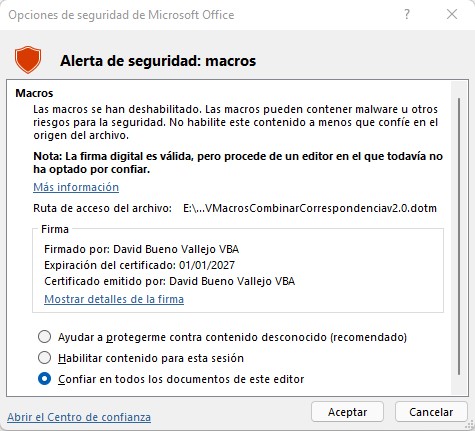 Opciones de seguridad de Microsoft Office
?
Alerta de seguridad: macros
Macros
Las macros se han deshabilitado. Las macros pueden contener malware u otros
riesgos para la seguridad. No habilite este contenido a menos que confíe en el
origen del archivo.
Nota: La firma digital es válida, pero procede de un editor en el que todavía no
ha optado por confiar.
Más información
Ruta de acceso del archivo: E:\...VMacrosCombinarCorrespondenciav2.0.dotm
Firma
Firmado por: David Bueno Vallejo VBA
Expiración del certificado: 01/01/2027
Certificado emitido por: David Bueno Vallejo VBA
Mostrar detalles de la firma
Ayudar a protegerme contra contenido desconocido (recomendado)
Habilitar contenido para esta sesión
Confiar en todos los documentos de este editor
Abrir el Centro de confianza
Aceptar
Cancelar